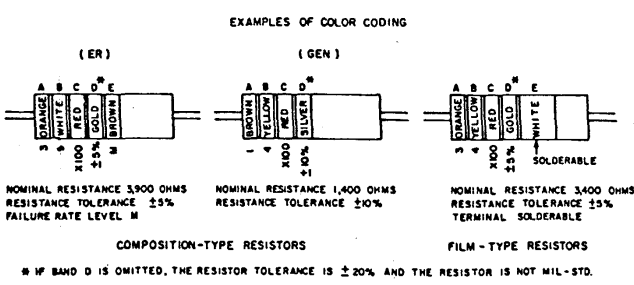 EXAMPLES OF COLOR CODING
(ER)
(GEN)
A B C D* E
ORANGE WHITE RED GOLD BROWN
3 9 X100 ±5% M
NOMINAL RESISTANCE 3,900 OHMS
RESISTANCE TOLERANCE ±5%
FAILURE RATE LEVEL M
A B C D*
BROWN YELLOW RED SILVER
1 4 X100 ±10%
NOMINAL RESISTANCE 1,400 OHMS
RESISTANCE TOLERANCE ±10%
A B C D* E
ORANGE YELLOW RED GOLD WHITE
3 4 X100 ±5%
SOLDERABLE
NOMINAL RESISTANCE 3,400 OHMS
RESISTANCE TOLERANCE ±5%
TERMINAL SOLDERABLE
COMPOSITION-TYPE RESISTORS
FILM-TYPE RESISTORS
* IF BAND D IS OMITTED, THE RESISTOR TOLERANCE IS ±20% AND THE RESISTOR IS NOT MIL-STD.